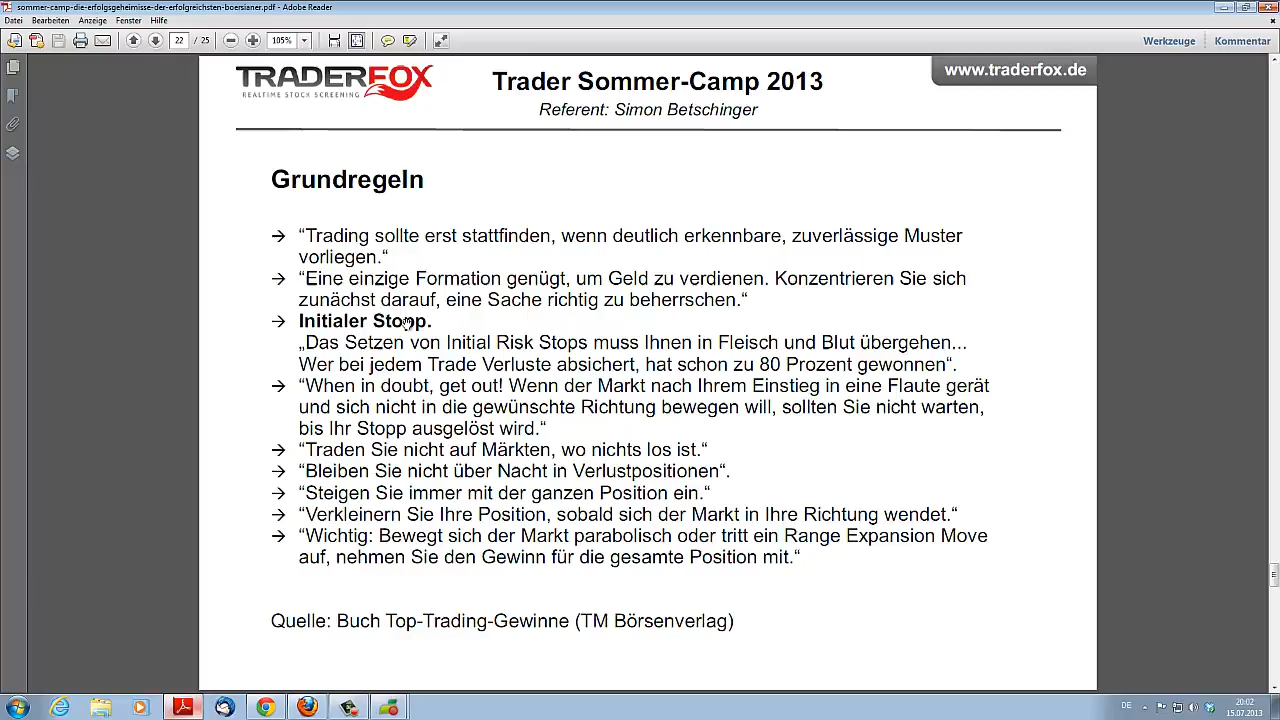 sommer-camp-die-erfolgsgeheimisse-der-erfolgreichsten-boersianer.pdf - Adobe Reader
Datei Bearbeiten Anzeige Fenster Hilfe
22 / 25 105% Werkzeuge Kommentar
TRADERFOX
REALTIME STOCK SCREENING
Trader Sommer-Camp 2013
Referent: Simon Betschinger
www.traderfox.de
Grundregeln
→ “Trading sollte erst stattfinden, wenn deutlich erkennbare, zuverlässige Muster
vorliegen.“
→ “Eine einzige Formation genügt, um Geld zu verdienen. Konzentrieren Sie sich
zunächst darauf, eine Sache richtig zu beherrschen.“
→ Initialer Stopp.
„Das Setzen von Initial Risk Stops muss Ihnen in Fleisch und Blut übergehen...
Wer bei jedem Trade Verluste absichert, hat schon zu 80 Prozent gewonnen“.
→ “When in doubt, get out! Wenn der Markt nach Ihrem Einstieg in eine Flaute gerät
und sich nicht in die gewünschte Richtung bewegen will, sollten Sie nicht warten,
bis Ihr Stopp ausgelöst wird.“
→ “Traden Sie nicht auf Märkten, wo nichts los ist.“
→ “Bleiben Sie nicht über Nacht in Verlustpositionen“.
→ “Steigen Sie immer mit der ganzen Position ein.“
→ “Verkleinern Sie Ihre Position, sobald sich der Markt in Ihre Richtung wendet.“
→ “Wichtig: Bewegt sich der Markt parabolisch oder tritt ein Range Expansion Move
auf, nehmen Sie den Gewinn für die gesamte Position mit.“
Quelle: Buch Top-Trading-Gewinne (TM Börsenverlag)
DE
20:02
15.07.2013